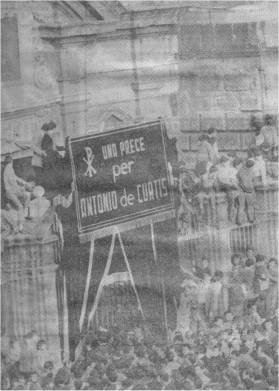 UNA PRECE
per
ANTONIO de CURTIS